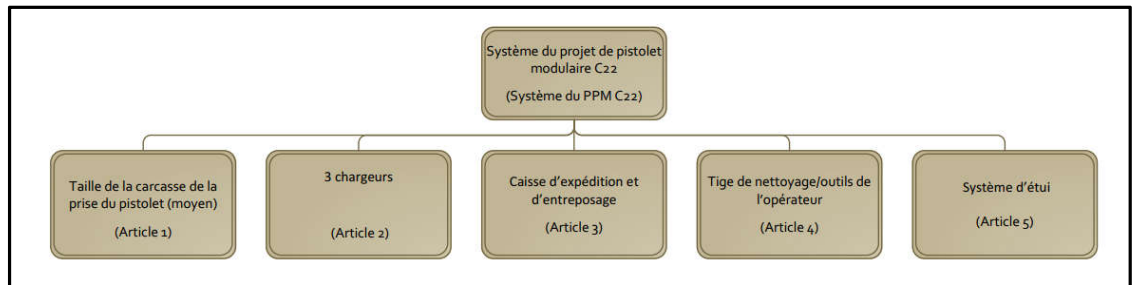 Système du projet de pistolet
modulaire C22
(Système du PPM C22)
Taille de la carcasse de la
prise du pistolet (moyen)
(Article 1)
3 chargeurs
(Article 2)
Caisse d'expédition et
d'entreposage
(Article 3)
Tige de nettoyage/outils de
l'opérateur
(Article 4)
Système d'étui
(Article 5)